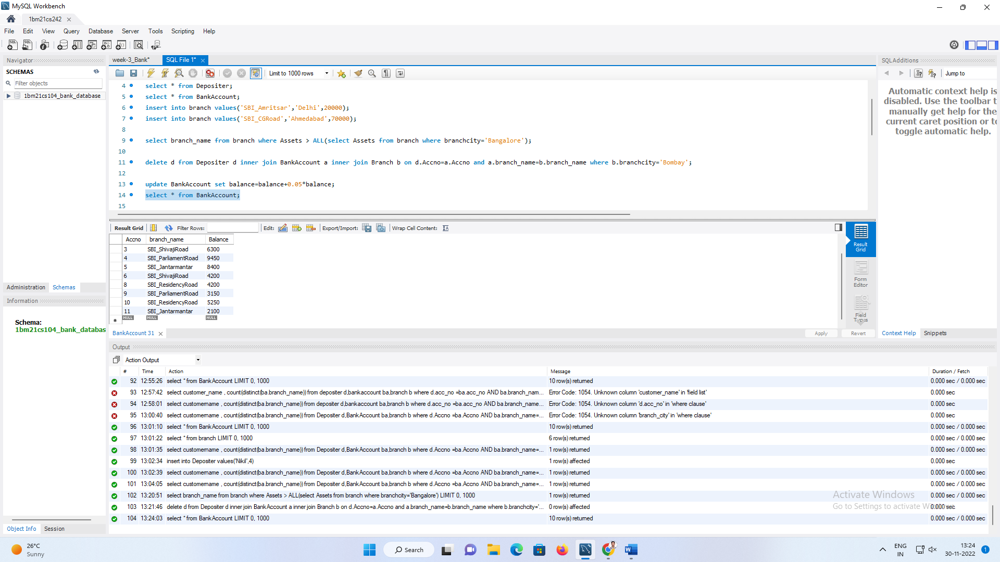 MySQL Workbench
1bm21cs242
File Edit View Query Database Server Tools Scripting Help
Navigator
SCHEMAS
Filter objects
1bm21cs104_bank_database
Administration Schemas
Information
Schema:
1bm21cs104_bank_databas
Object Info Session
week-3_Bank* SQL File 1*
Limit to 1000 rows
4 select * from Depositer;
5 select * from BankAccount;
6 insert into branch values('SBI_Amritsar','Delhi',20000);
7 insert into branch values('SBI_CGRoad','Ahmedabad',70000);
8
9 select branch_name from branch where Assets > ALL(select Assets from branch where branchcity='Bangalore');
10
11 delete d from Depositer d inner join BankAccount a inner join Branch b on d.Accno=a.Accno and a.branch_name=b.branch_name where b.branchcity='Bombay';
12
13 update BankAccount set balance=balance+0.05*balance;
14 select * from BankAccount;
15
Result Grid Filter Rows: Edit: Export/Import: Wrap Cell Content:
Accno branch_name Balance
3 SBI_ShivajiRoad 6300
4 SBI_ParliamentRoad 9450
5 SBI_Jantarmantar 8400
6 SBI_ShivajiRoad 4200
8 SBI_ResidencyRoad 4200
9 SBI_ParliamentRoad 3150
10 SBI_ResidencyRoad 5250
11 SBI_Jantarmantar 2100
NULL NULL NULL
Result
Grid
Form
Editor
Field
Types
BankAccount 31 Apply Revert
SQLAdditions
Jump to
Automatic context help is
disabled. Use the toolbar t
manually get help for the
current caret position or to
toggle automatic help.
Context Help Snippets
Output
Action Output
# Time Action Message Duration / Fetch
92 12:55:26 select * from BankAccount LIMIT 0, 1000 10 row(s) returned 0.000 sec / 0.000 sec
93 12:57:42 select customer_name , count(distinct(ba.branch_name)) from depositer d,bankaccount ba,branch b where d.acc_no =ba.acc_no AND ba.branch_nam... Error Code: 1054. Unknown column 'customer_name' in 'field list' 0.000 sec
94 12:58:01 select customername , count(distinct(ba.branch_name)) from depositer d,bankaccount ba,branch b where d.acc_no =ba.acc_no AND ba.branch_name... Error Code: 1054. Unknown column 'd.acc_no' in 'where clause' 0.000 sec
95 13:00:40 select customername , count(distinct(ba.branch_name)) from Depositer d,BankAccount ba,branch b where d.Accno =ba.Accno AND ba.branch_name=... Error Code: 1054. Unknown column 'branch_city' in 'where clause' 0.000 sec
96 13:01:10 select * from BankAccount LIMIT 0, 1000 10 row(s) returned 0.000 sec / 0.000 sec
97 13:01:22 select * from branch LIMIT 0, 1000 6 row(s) returned 0.000 sec / 0.000 sec
98 13:01:35 select customername , count(distinct(ba.branch_name)) from Depositer d,BankAccount ba,branch b where d.Accno =ba.Accno AND ba.branch_name=... 1 row(s) returned 0.000 sec / 0.000 sec
99 13:02:34 insert into Depositer values('Nikil',4) 1 row(s) affected 0.000 sec
100 13:02:39 select customername , count(distinct(ba.branch_name)) from Depositer d,BankAccount ba,branch b where d.Accno =ba.Accno AND ba.branch_name=... 1 row(s) returned 0.000 sec / 0.000 sec
101 13:04:05 select customername , count(distinct(ba.branch_name)) from Depositer d,BankAccount ba,branch b where d.Accno =ba.Accno AND ba.branch_name=... 1 row(s) returned 0.000 sec / 0.000 sec
102 13:20:51 select branch_name from branch where Assets > ALL(select Assets from branch where branchcity='Bangalore') LIMIT 0, 1000 1 row(s) returned 0.000 sec / 0.000 sec
103 13:21:46 delete d from Depositer d inner join BankAccount a inner join Branch b on d.Accno=a.Accno and a.branch_name=b.branch_name where b.branchcity='... 0 row(s) affected 0.000 sec
104 13:24:03 select * from BankAccount LIMIT 0, 1000 10 row(s) returned 0.000 sec / 0.000 sec
Activate Windows
Go to Settings to activate Windows.
26°C
Sunny
Search
ENG
IN
13:24
30-11-2022
1